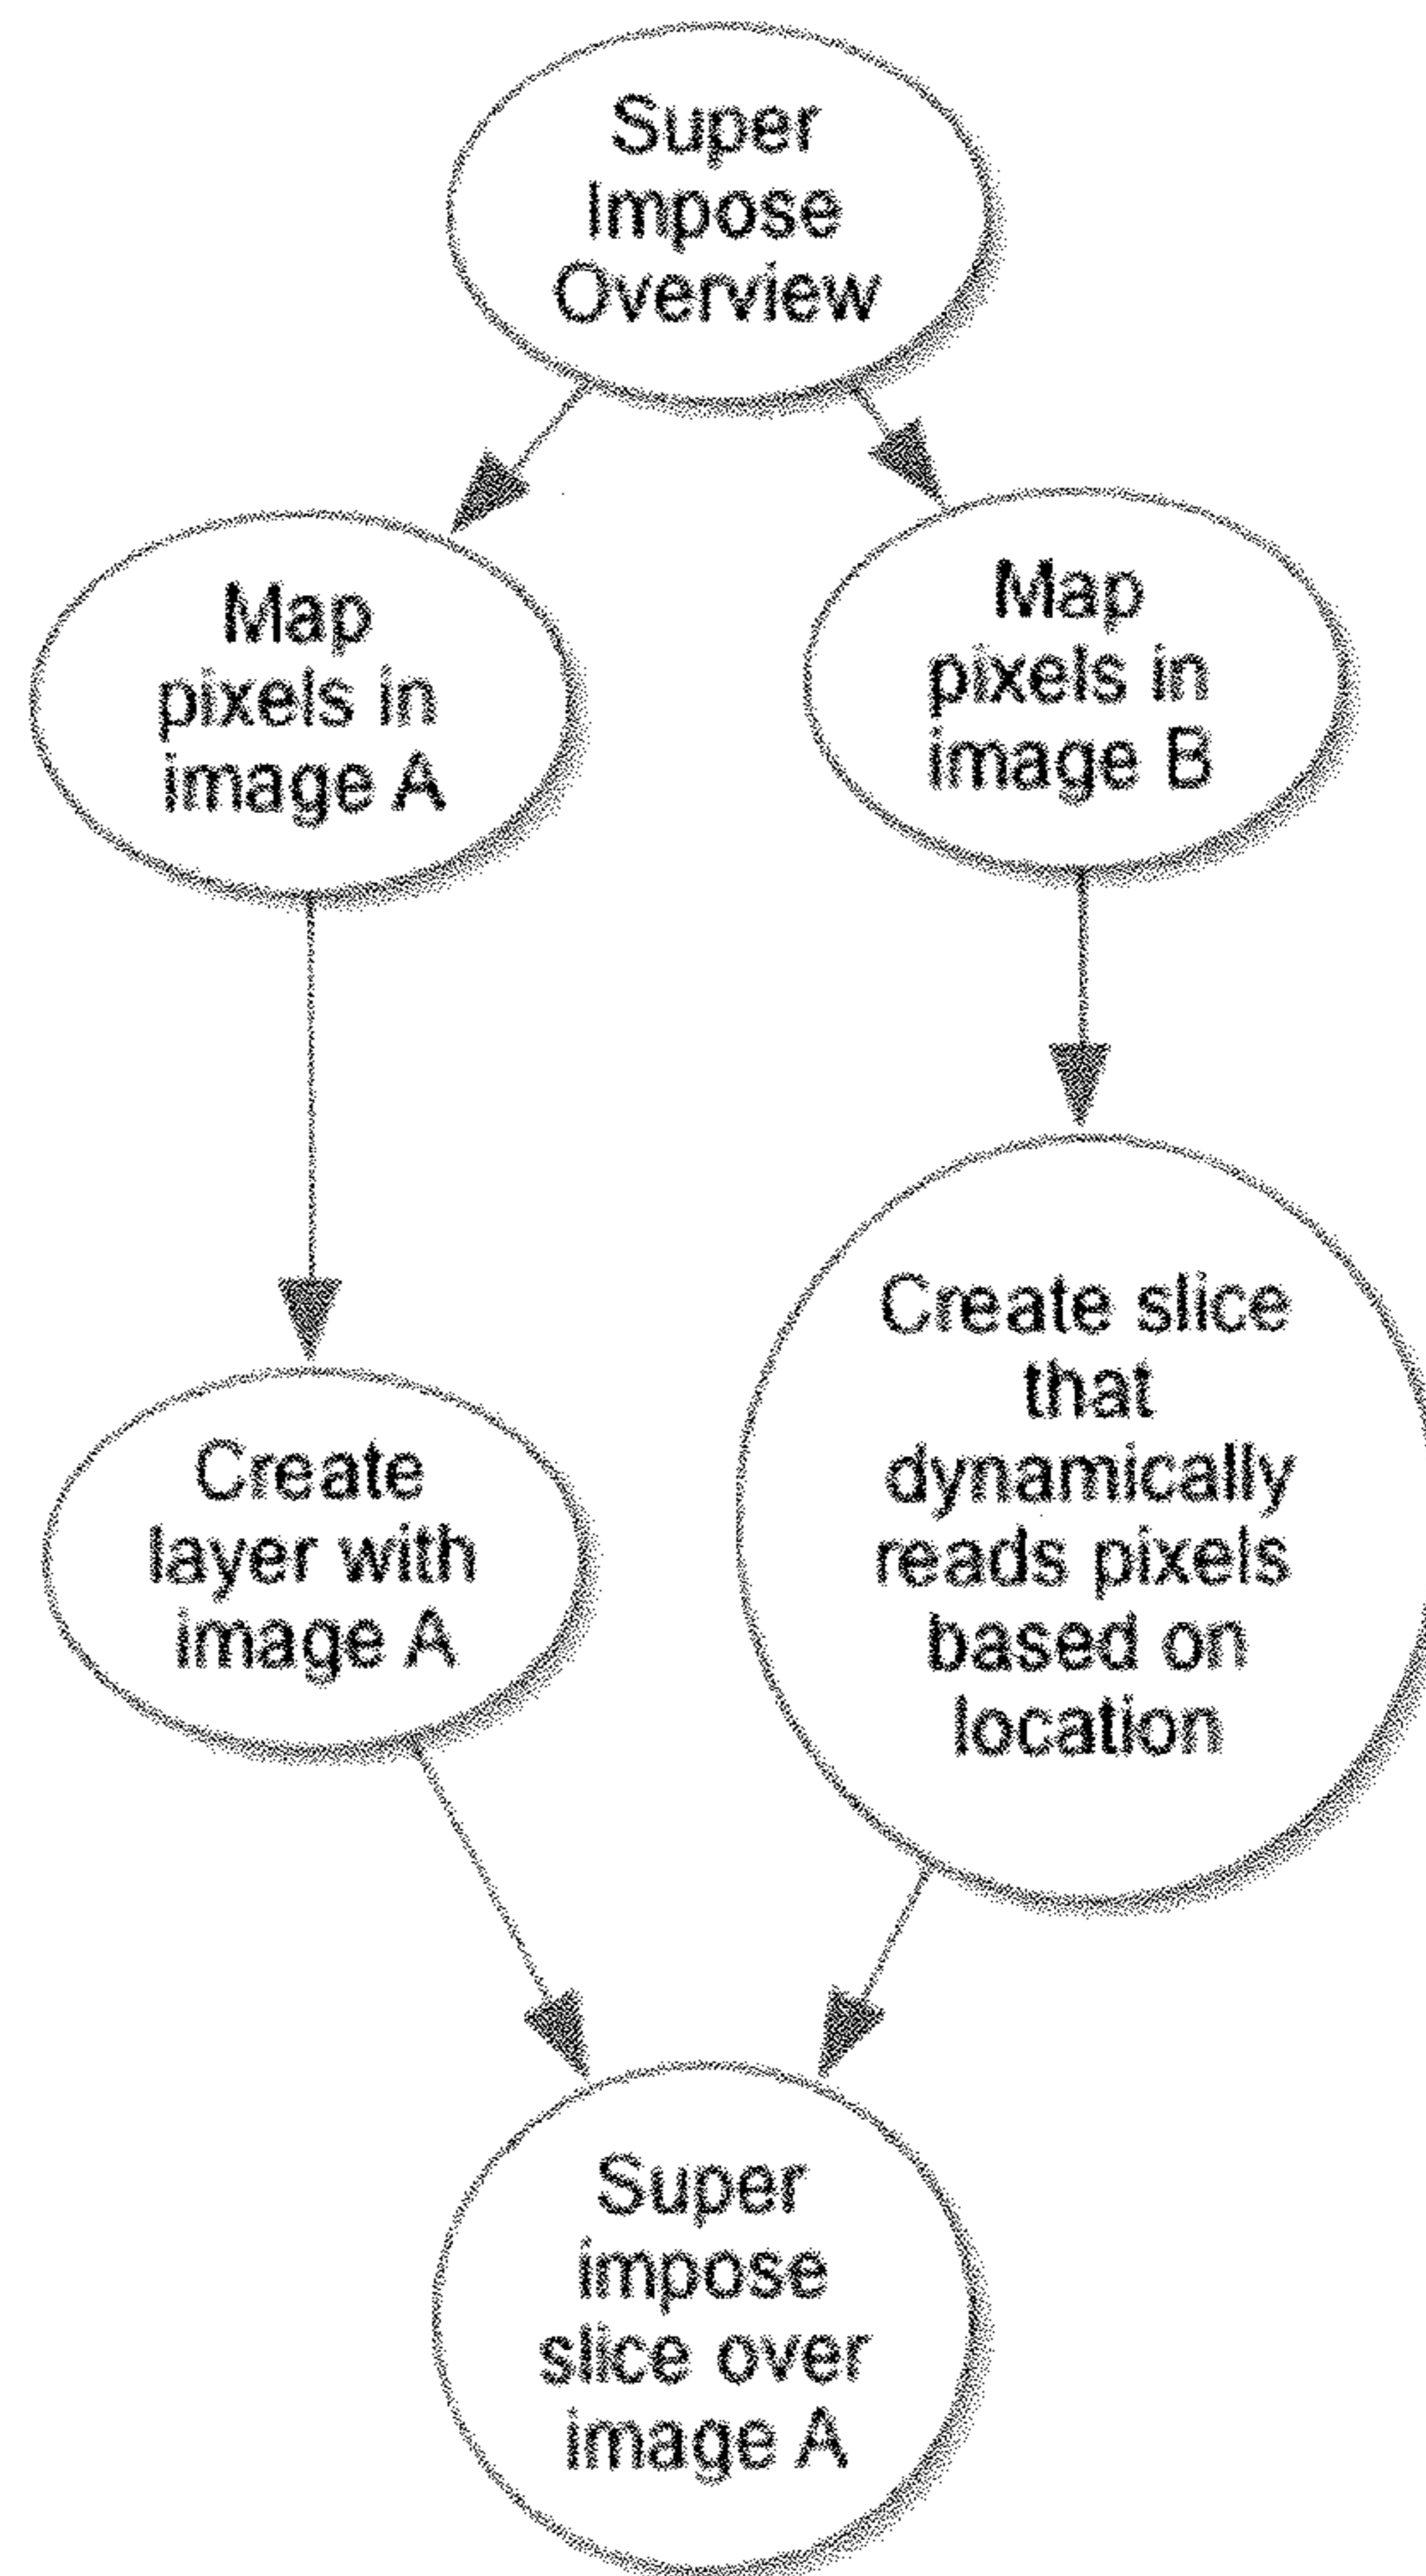 Super
Impose
Overview
Map
pixels in
image A
Map
pixels in
image B
Create
layer with
image A
Create slice
that
dynamically
reads pixels
based on
location
Super
impose
slice over
image A